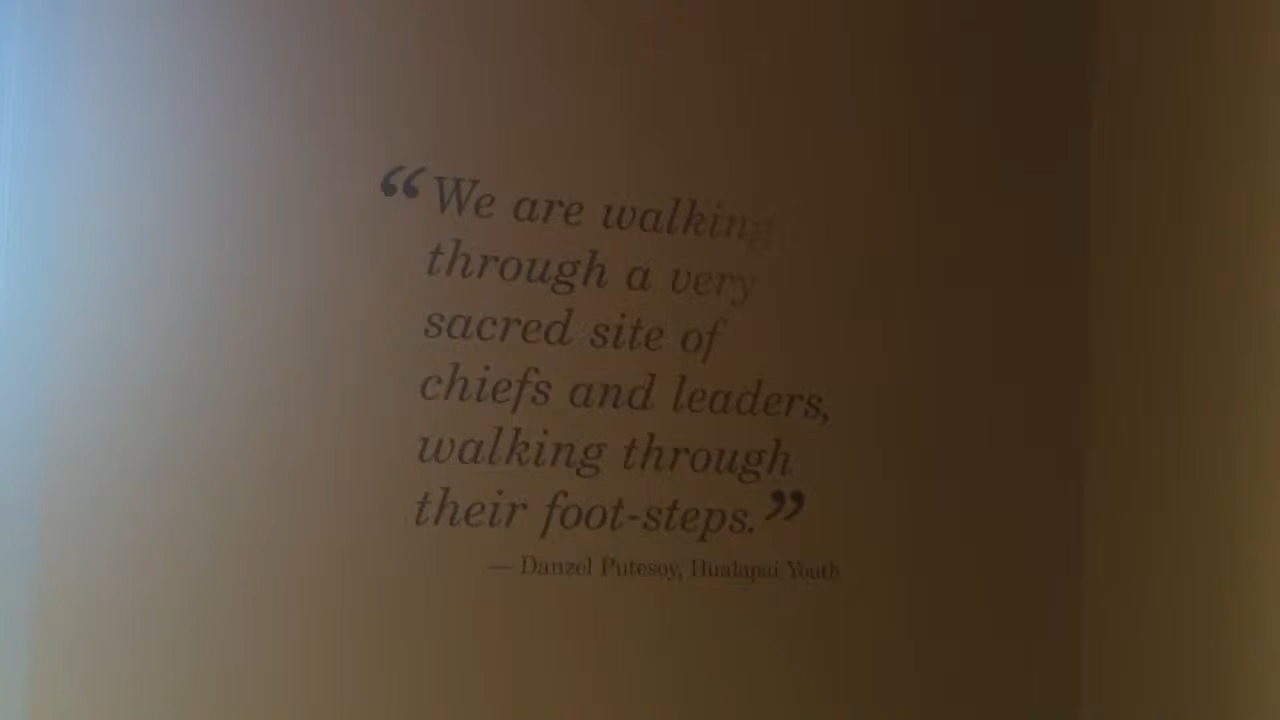 “We are walking
through a very
sacred site of
chiefs and leaders,
walking through
their foot-steps.”
— Danzel Putesoy, Hualapai Youth